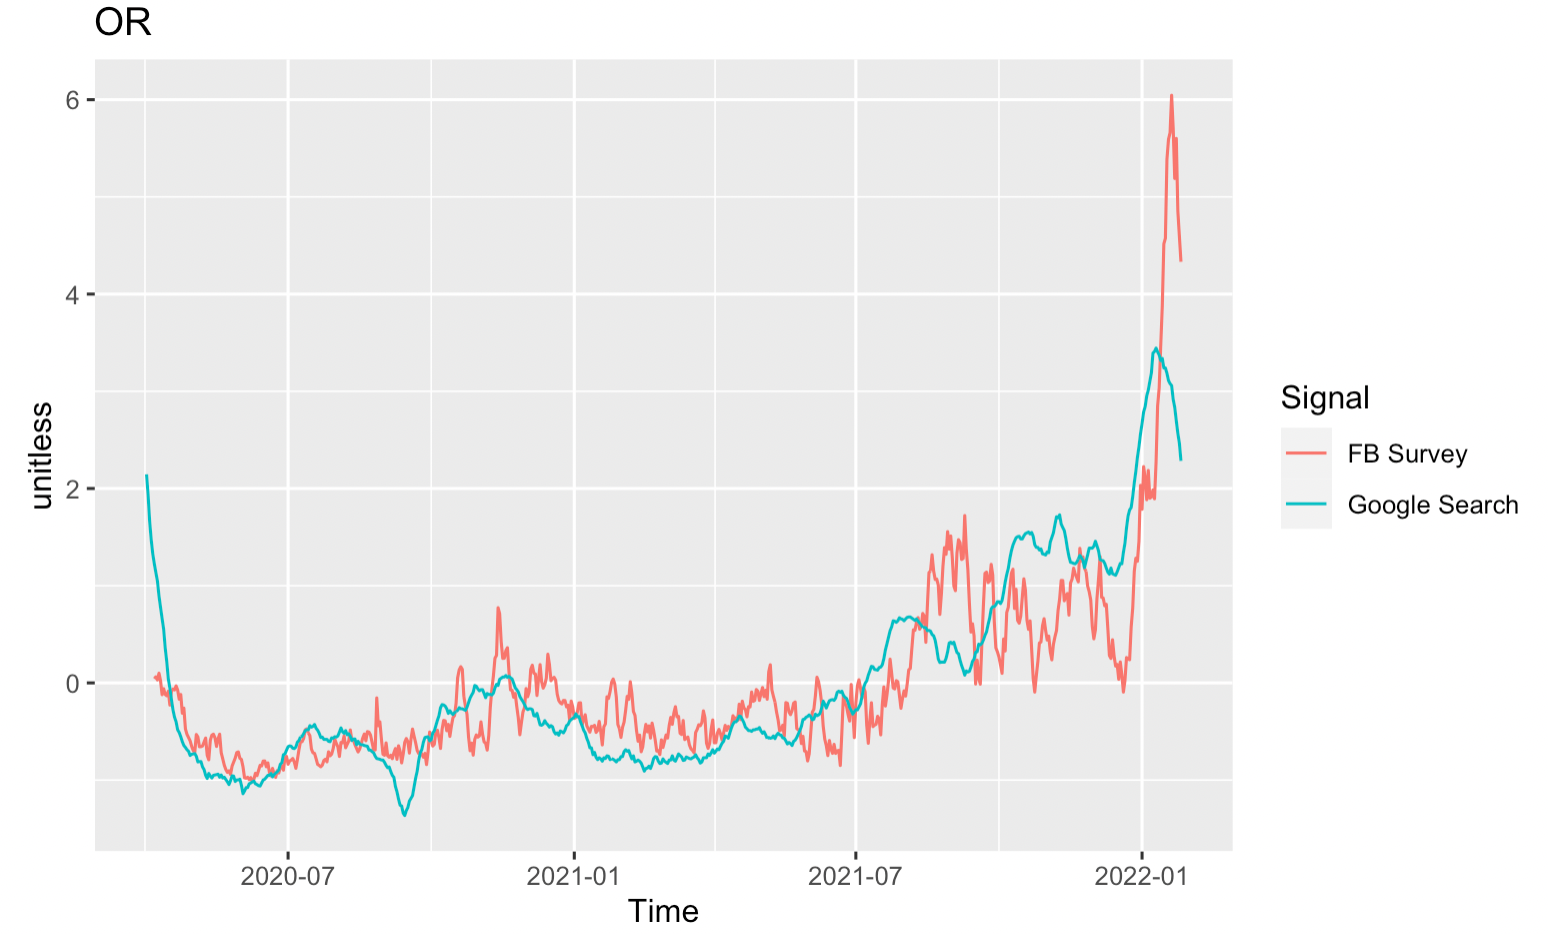 OR
6
4
2
0
unitless
2020-07
2021-01
2021-07
2022-01
Time
Signal
FB Survey
Google Search